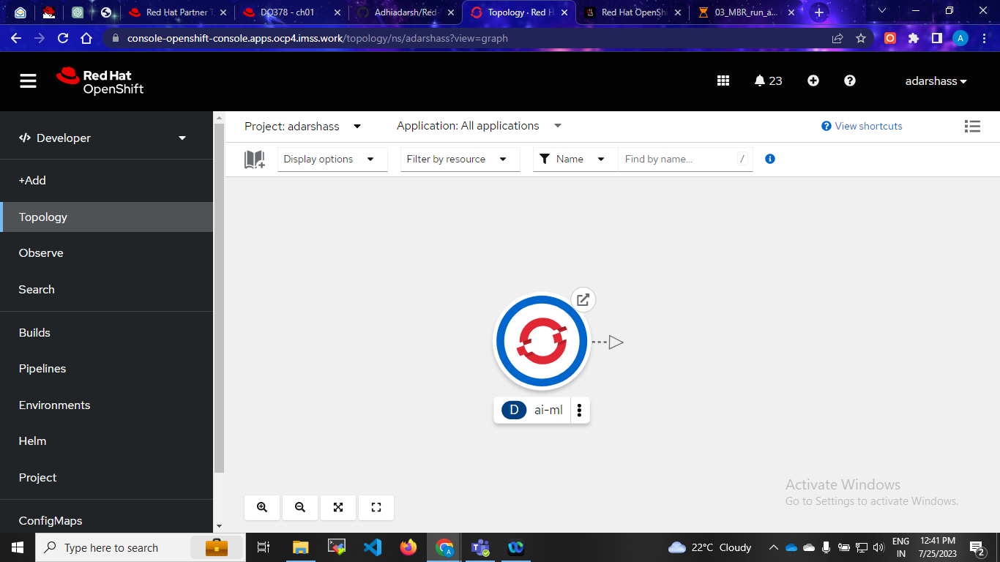 Red Hat Partner T
DO378 - ch01
Adhiadarsh/Red-
Topology · Red H
Red Hat OpenShi
03_MBR_run_a...
console-openshift-console.apps.ocp4.imss.work/topology/ns/adarshass?view=graph
A
Red Hat
OpenShift
23
adarshass
Developer
+Add
Topology
Observe
Search
Builds
Pipelines
Environments
Helm
Project
ConfigMaps
Project: adarshass
Application: All applications
View shortcuts
Display options
Filter by resource
Name
Find by name...
/
D ai-ml
Activate Windows
Go to Settings to activate Windows.
Type here to search
A
22°C Cloudy
ENG
IN
12:41 PM
7/25/2023
2